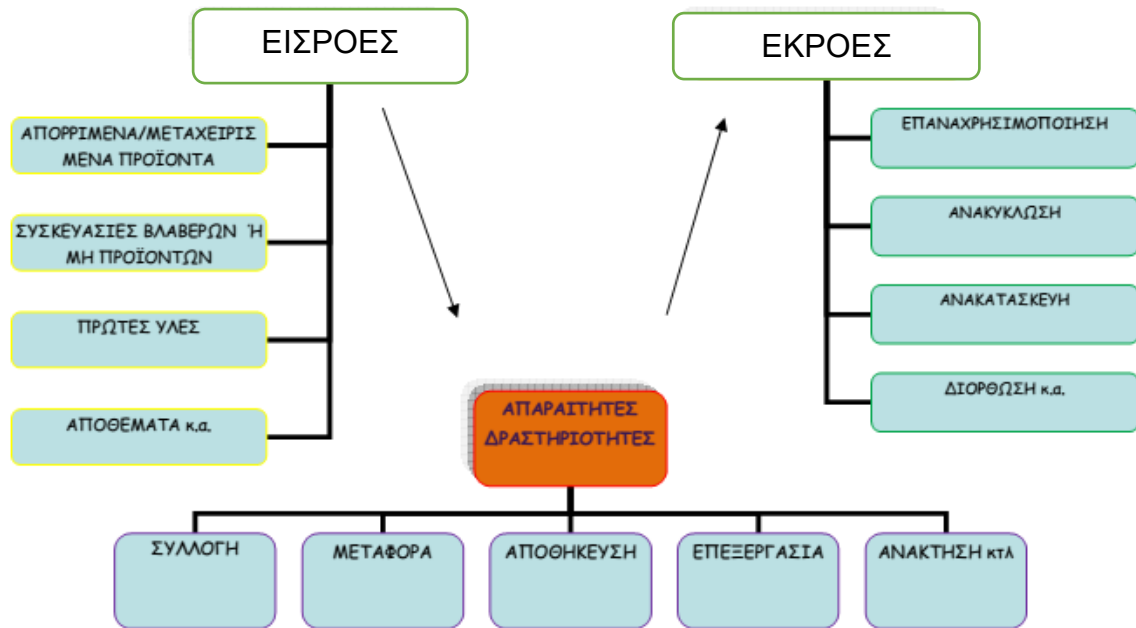 ΕΙΣΡΟΕΣ
ΑΠΟΡΡΙΜΕΝΑ/ΜΕΤΑΧΕΙΡΙΣ
ΜΕΝΑ ΠΡΟΪΟΝΤΑ
ΣΥΣΚΕΥΑΣΙΕΣ ΒΛΑΒΕΡΩΝ Ή
ΜΗ ΠΡΟΪΟΝΤΩΝ
ΠΡΩΤΕΣ ΥΛΕΣ
ΑΠΟΘΕΜΑΤΑ κ.α.
ΕΚΡΟΕΣ
ΕΠΑΝΑΧΡΗΣΙΜΟΠΟΙΗΣΗ
ΑΝΑΚΥΚΛΩΣΗ
ΑΝΑΚΑΤΑΣΚΕΥΗ
ΔΙΟΡΘΩΣΗ κ.α.
ΑΠΑΡΑΙΤΗΤΕΣ
ΔΡΑΣΤΗΡΙΟΤΗΤΕΣ
ΣΥΛΛΟΓΗ
ΜΕΤΑΦΟΡΑ
ΑΠΟΘΗΚΕΥΣΗ
ΕΠΕΞΕΡΓΑΣΙΑ
ΑΝΑΚΤΗΣΗ κτλ